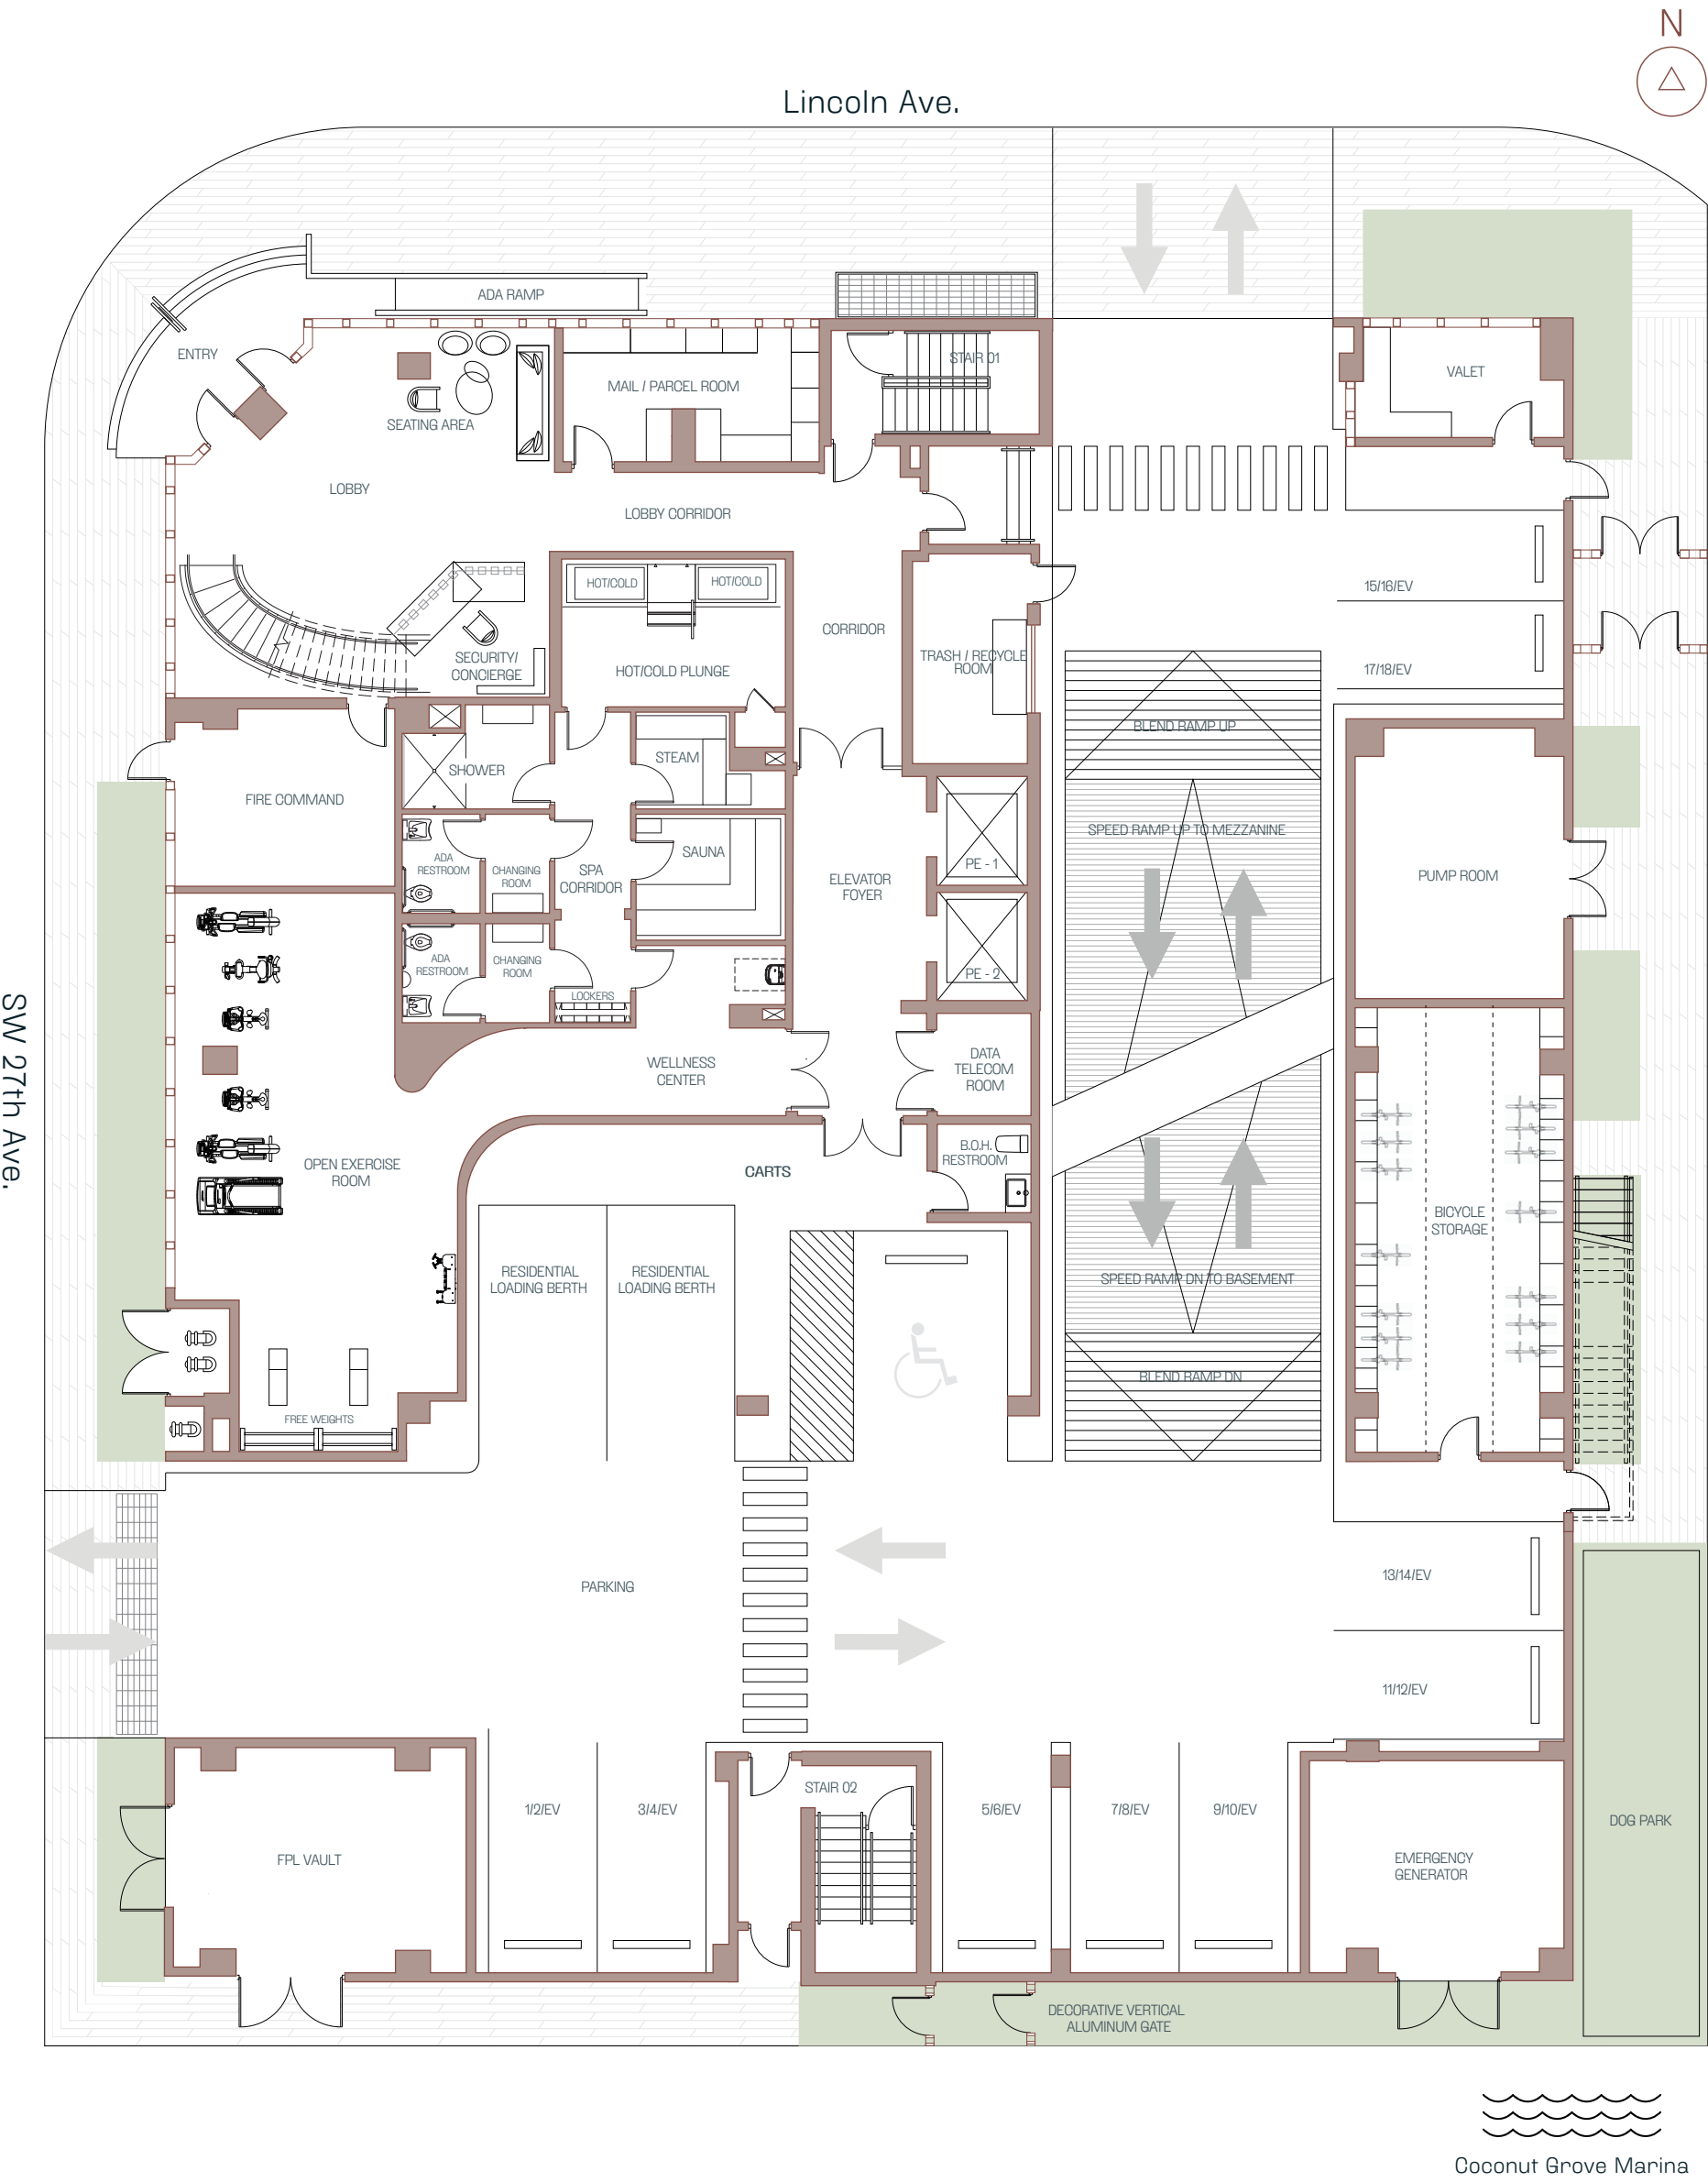 N
Lincoln Ave.
ADA RAMP
ENTRY
STAIR 01
MAIL / PARCEL ROOM
VALET
SEATING AREA
LOBBY
LOBBY CORRIDOR
HOT/COLD
HOT/COLD
15/16/EV
CORRIDOR
SECURITY/
CONCIERGE
HOT/COLD PLUNGE
TRASH / RECYCLE
ROOM
17/18/EV
BLEND RAMP UP
STEAM
SHOWER
FIRE COMMAND
SPEED RAMP UP TO MEZZANINE
ADA
RESTROOM
CHANGING
ROOM
SPA
CORRIDOR
SAUNA
PE - 1
ELEVATOR
FOYER
PUMP ROOM
ADA
RESTROOM
CHANGING
ROOM
PE - 2
LOCKERS
SW 27th Ave.
WELLNESS
CENTER
DATA
TELECOM
ROOM
OPEN EXERCISE
ROOM
CARTS
B.O.H.
RESTROOM
BICYCLE
STORAGE
RESIDENTIAL
LOADING BERTH
RESIDENTIAL
LOADING BERTH
SPEED RAMP DN TO BASEMENT
BLEND RAMP DN
FREE WEIGHTS
PARKING
13/14/EV
11/12/EV
STAIR 02
1/2/EV
3/4/EV
5/6/EV
7/8/EV
9/10/EV
DOG PARK
FPL VAULT
EMERGENCY
GENERATOR
DECORATIVE VERTICAL
ALUMINUM GATE
Coconut Grove Marina